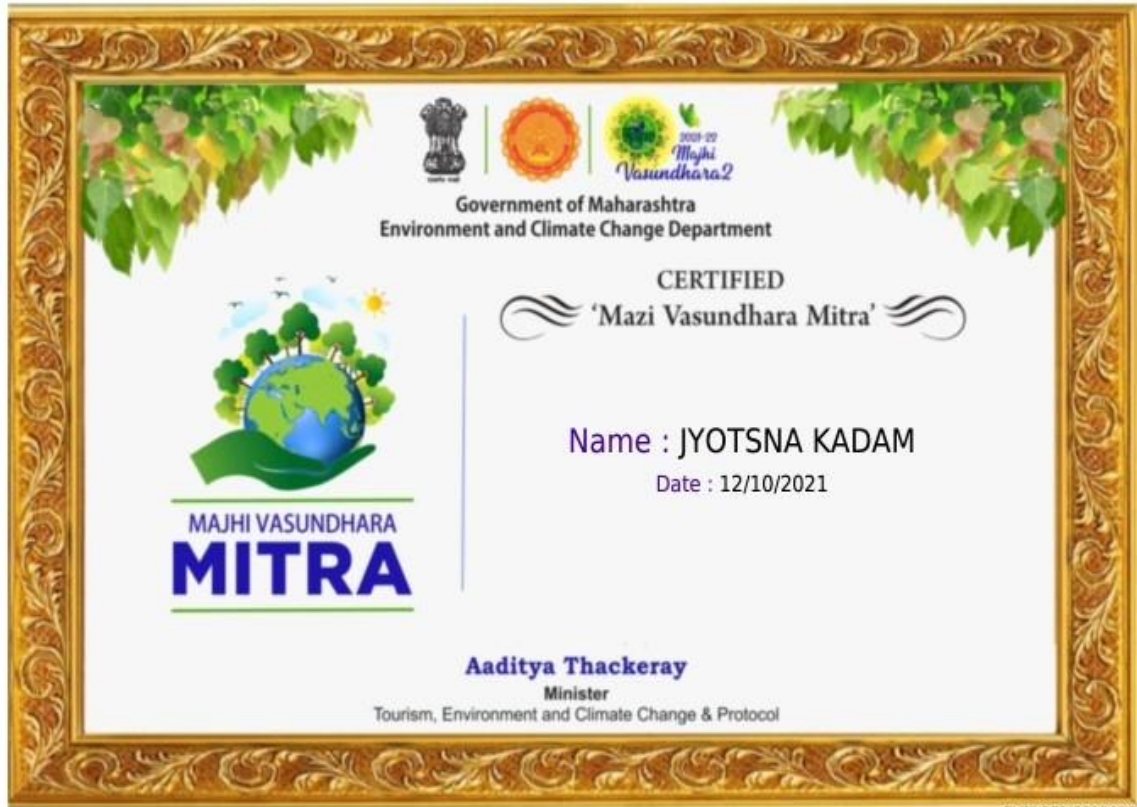 2021-22
Majhi
Vasundhara2
Government of Maharashtra
Environment and Climate Change Department
CERTIFIED
'Mazi Vasundhara Mitra'
Name : JYOTSNA KADAM
Date : 12/10/2021
MAJHI VASUNDHARA
MITRA
Aaditya Thackeray
Minister
Tourism, Environment and Climate Change & Protocol